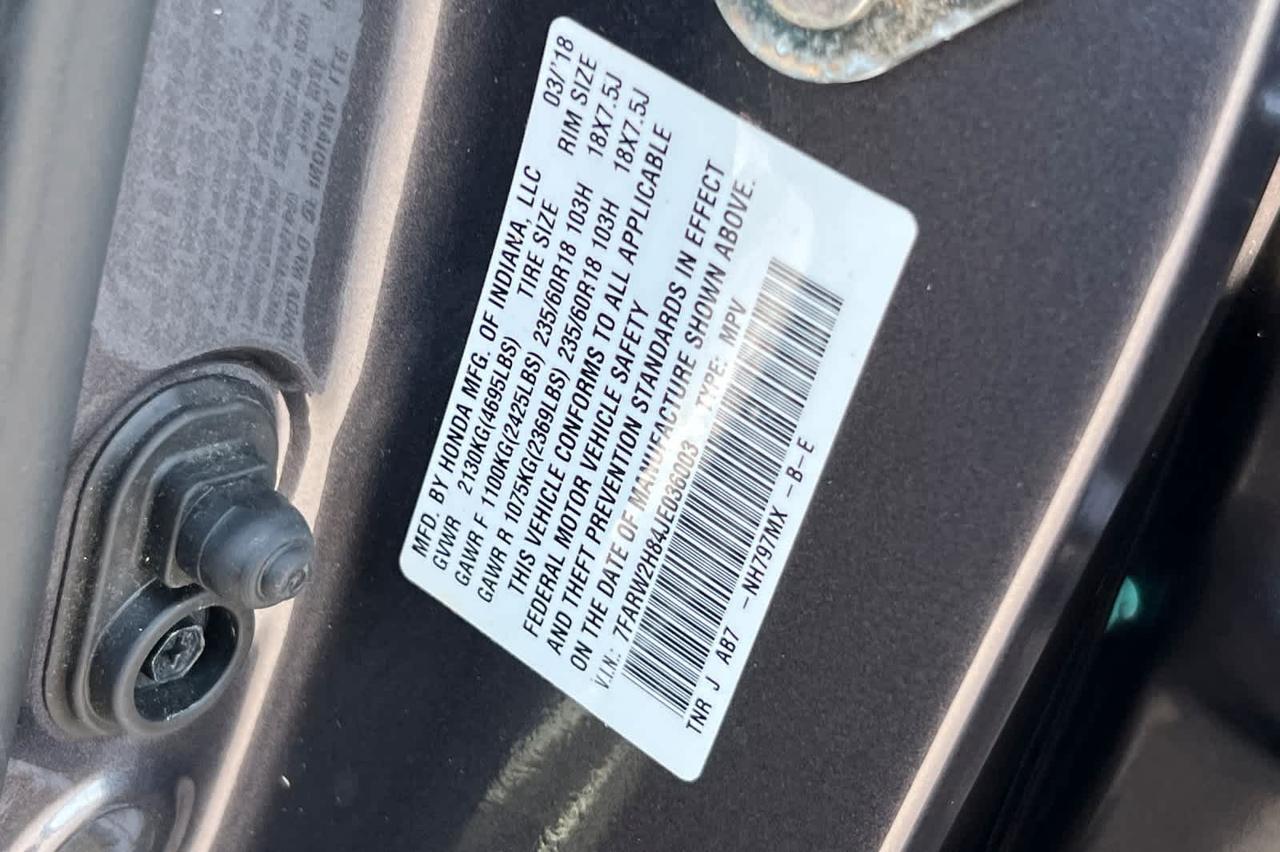 MFD. BY HONDA MFG. OF INDIANA, LLC 03/'18
GVWR 2130KG(4695LBS) TIRE SIZE RIM SIZE
GAWR F 1100KG(2425LBS) 235/60R18 103H 18X7.5J
GAWR R 1075KG(2369LBS) 235/60R18 103H 18X7.5J
THIS VEHICLE CONFORMS TO ALL APPLICABLE
FEDERAL MOTOR VEHICLE SAFETY
AND THEFT PREVENTION STANDARDS IN EFFECT
ON THE DATE OF MANUFACTURE SHOWN ABOVE.
V.I.N.: 7FARW2H84JE036003 TYPE: MPV
TNR J AB7 -NH797MX -B-E